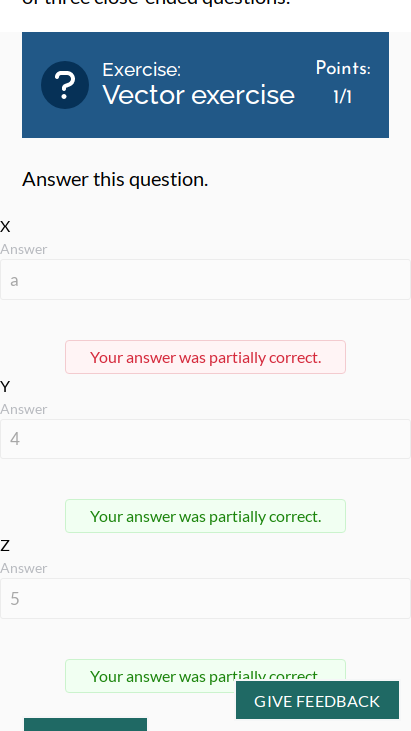 of three close-ended questions.
?
Exercise:
Vector exercise
Points:
1/1
Answer this question.
X
Answer
a
Your answer was partially correct.
Y
Answer
4
Your answer was partially correct.
Z
Answer
5
Your answer was partially correct.
GIVE FEEDBACK